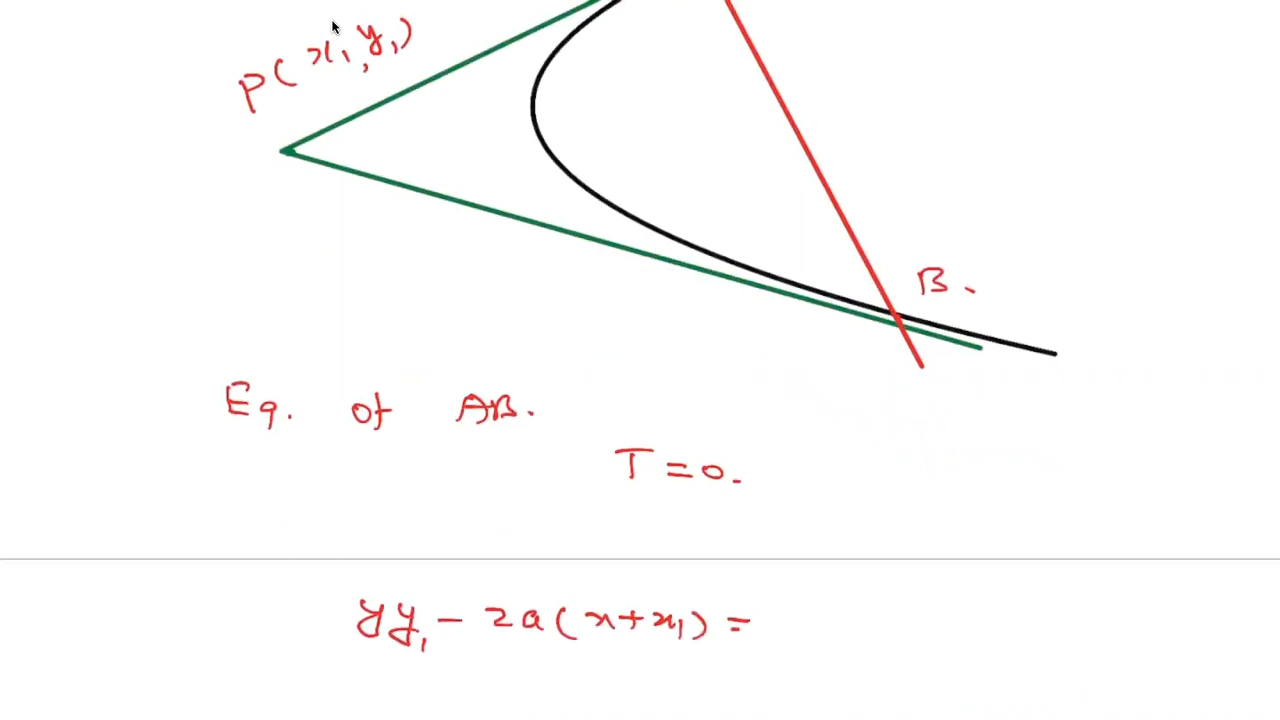 P(x₁, y₁)
B.
Eq. of AB.
T = 0.
yy₁ - 2a(x+x₁) =